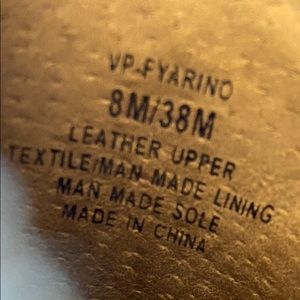 VP-FYARINO
8M/38M
LEATHER UPPER
TEXTILE/MAN MADE LINING
MAN MADE SOLE
MADE IN CHINA